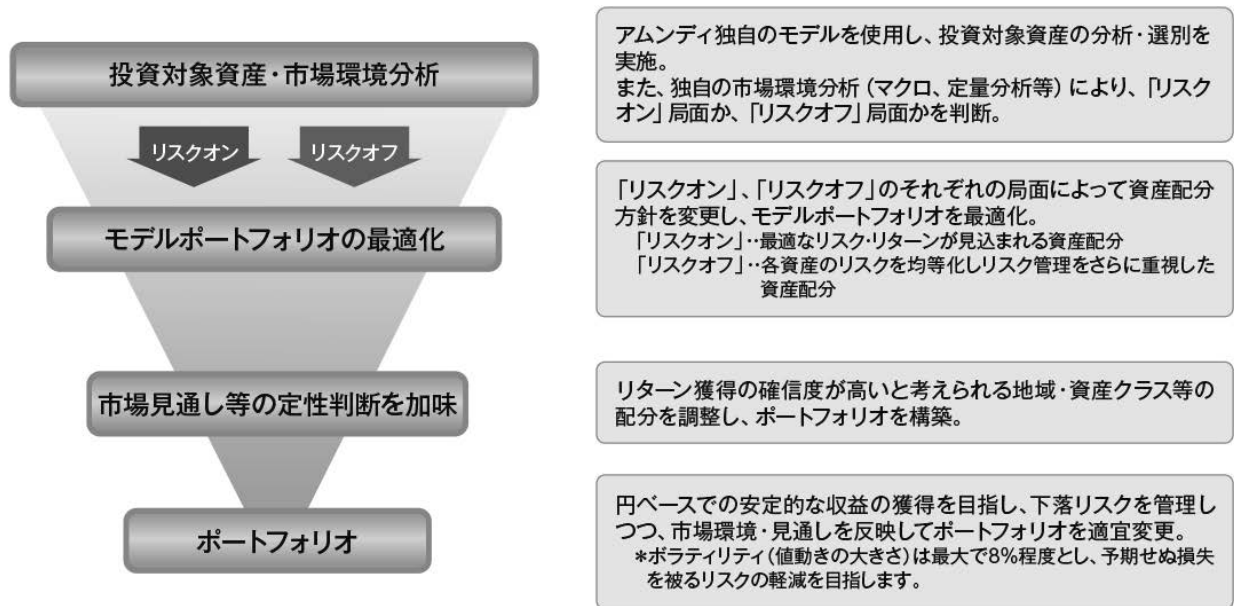 投資対象資産・市場環境分析
アムンディ独自のモデルを使用し、投資対象資産の分析・選別を
実施。
また、独自の市場環境分析（マクロ、定量分析等）により、「リスク
オン」局面か、「リスクオフ」局面かを判断。
リスクオン
リスクオフ
モデルポートフォリオの最適化
「リスクオン」、「リスクオフ」のそれぞれの局面によって資産配分
方針を変更し、モデルポートフォリオを最適化。
「リスクオン」‥最適なリスク・リターンが見込まれる資産配分
「リスクオフ」‥各資産のリスクを均等化しリスク管理をさらに重視した
資産配分
市場見通し等の定性判断を加味
リターン獲得の確信度が高いと考えられる地域・資産クラス等の
配分を調整し、ポートフォリオを構築。
ポートフォリオ
円ベースでの安定的な収益の獲得を目指し、下落リスクを管理し
つつ、市場環境・見通しを反映してポートフォリオを適宜変更。
＊ボラティリティ（値動きの大きさ）は最大で8%程度とし、予期せぬ損失
を被るリスクの軽減を目指します。